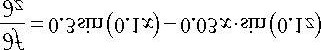 ∂f/∂z = 0.3sin(0.1x) − 0.03x·sin(0.1z)